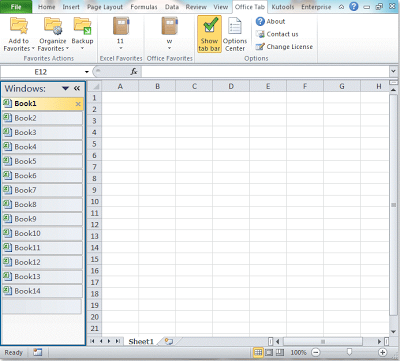 File Home Insert Page Layout Formulas Data Review View Office Tab Kutools Enterprise
Add to Favorites Organize Favorites Backup 11 w Show tab bar Options Center About
Contact us
Change License
Favorites Actions Excel Favorites Office Favorites
E12 fx
Windows:
A B C D E F G H
Book1
Book2
Book3
Book4
Book5
Book6
Book7
Book8
Book9
Book10
Book11
Book12
Book13
Book14
1
2
3
4
5
6
7
8
9
10
11
12
13
14
15
16
17
18
19
20
21
Sheet1
Ready 100%